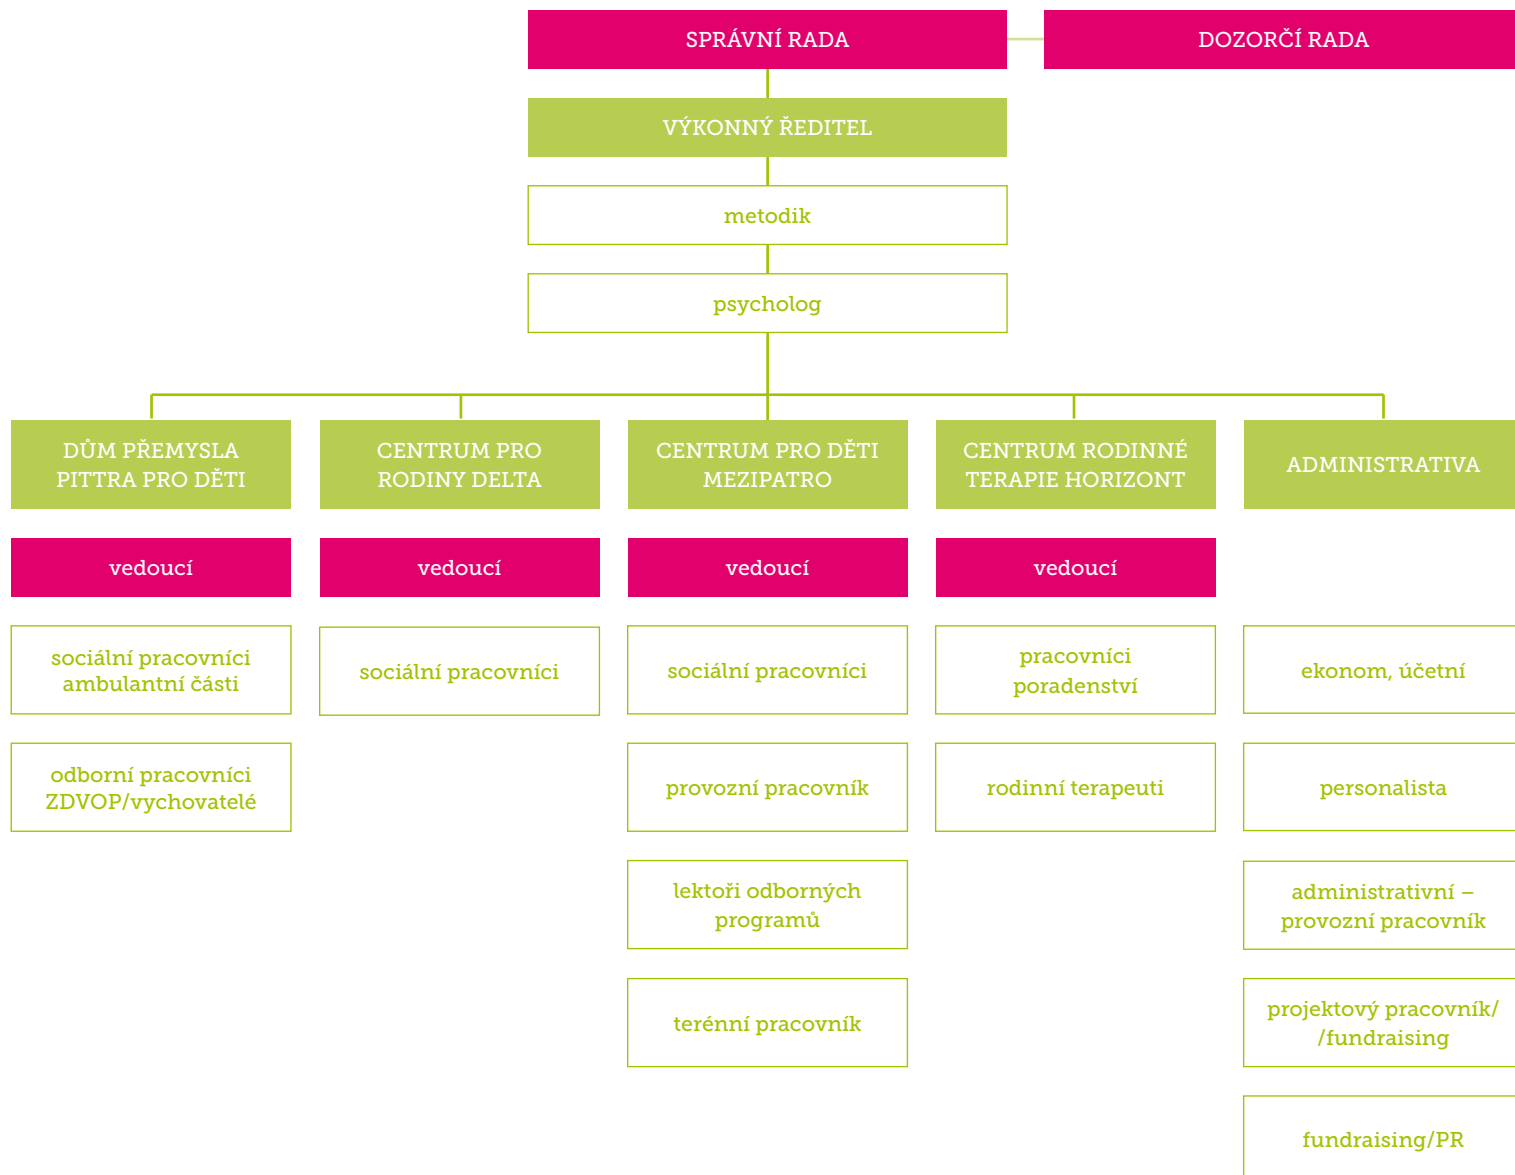 SPRÁVNÍ RADA
DOZORČÍ RADA
VÝKONNÝ ŘEDITEL
metodik
psycholog
DŮM PŘEMYSLA
PITTRA PRO DĚTI
CENTRUM PRO
RODINY DELTA
CENTRUM PRO DĚTI
MEZIPATRO
CENTRUM RODINNÉ
TERAPIE HORIZONT
ADMINISTRATIVA
vedoucí
vedoucí
vedoucí
vedoucí
sociální pracovníci
ambulantní části
sociální pracovníci
sociální pracovníci
pracovníci
poradenství
ekonom, účetní
odborní pracovníci
ZDVOP/vychovatelé
provozní pracovník
rodinní terapeuti
personalista
lektoři odborných
programů
administrativní –
provozní pracovník
terénní pracovník
projektový pracovník/
/fundraising
fundraising/PR